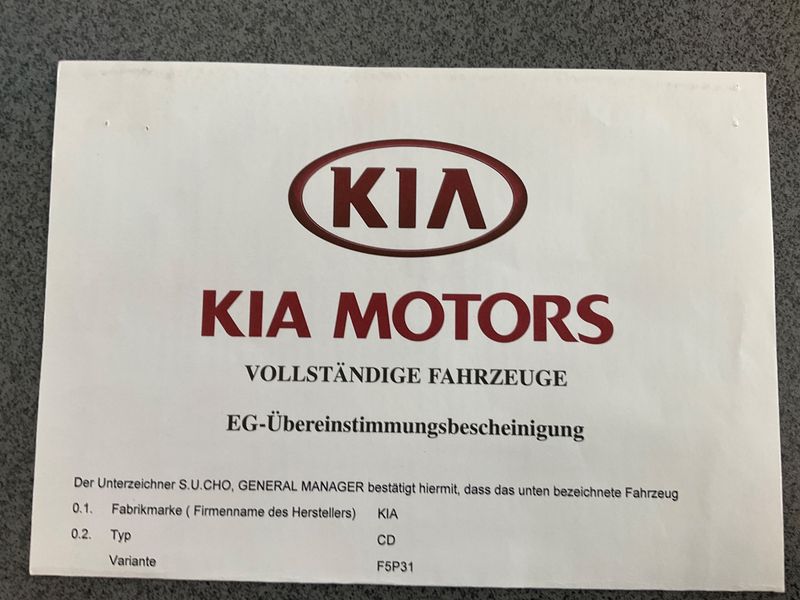 KIA
KIA MOTORS
VOLLSTÄNDIGE FAHRZEUGE
EG-Übereinstimmungsbescheinigung
Der Unterzeichner S.U.CHO, GENERAL MANAGER bestätigt hiermit, dass das unten bezeichnete Fahrzeug
0.1. Fabrikmarke ( Firmenname des Herstellers) KIA
0.2. Typ CD
Variante F5P31